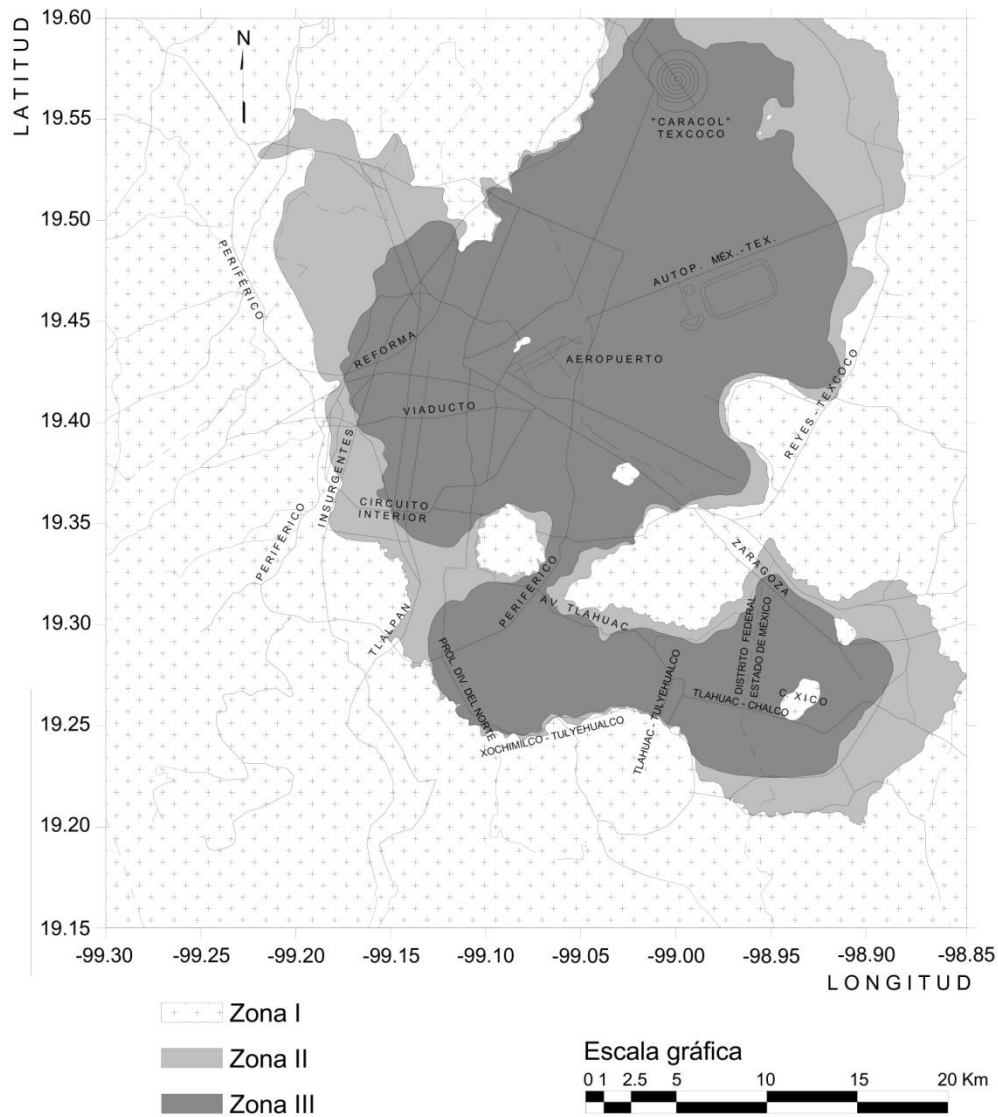 LATITUD
19.60
19.55
19.50
19.45
19.40
19.35
19.30
19.25
19.20
19.15
N
"CARACOL"
TEXCOCO
PERIFÉRICO
AUTOP. MÉX.-TEX.
REFORMA
AEROPUERTO
VIADUCTO
REYES - TEXCOCO
INSURGENTES
CIRCUITO
INTERIOR
PERIFÉRICO
ZARAGOZA
PERIFÉRICO
AV. TLAHUAC
TLALPAN
DISTRITO FEDERAL
ESTADO DE MÉXICO
PROL. DIV. DEL NORTE
TLAHUAC - TULYEHUALCO
C. XICO
TLAHUAC - CHALCO
XOCHIMILCO - TULYEHUALCO
-99.30 -99.25 -99.20 -99.15 -99.10 -99.05 -99.00 -98.95 -98.90 -98.85
LONGITUD
Zona I
Zona II
Zona III
Escala gráfica
0 1 2.5 5 10 15 20 Km